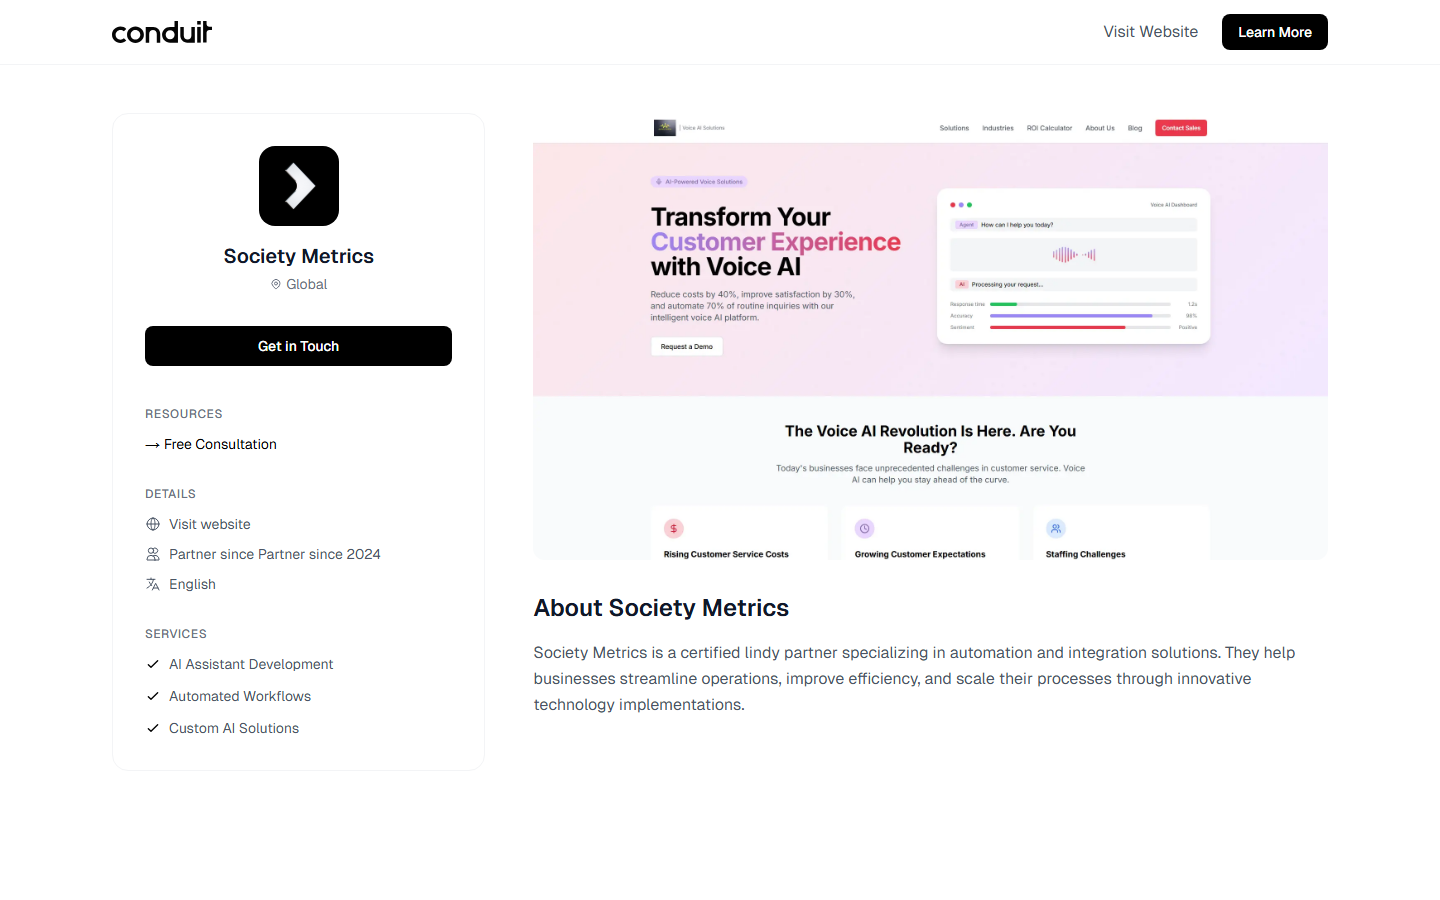 conduit
Visit Website
Learn More
Society Metrics
Global
Get in Touch
RESOURCES
→ Free Consultation
DETAILS
Visit website
Partner since Partner since 2024
English
SERVICES
AI Assistant Development
Automated Workflows
Custom AI Solutions
| Voice AI Solutions
Solutions
Industries
ROI Calculator
About Us
Blog
Contact Sales
AI-Powered Voice Solutions
Transform Your
Customer Experience
with Voice AI
Reduce costs by 40%, improve satisfaction by 30%,
and automate 70% of routine inquiries with our
intelligent voice AI platform.
Request a Demo
Voice AI Dashboard
Agent
How can I help you today?
AI
Processing your request...
Response time
1.2s
Accuracy
98%
Sentiment
Positive
The Voice AI Revolution Is Here. Are You
Ready?
Today's businesses face unprecedented challenges in customer service. Voice
AI can help you stay ahead of the curve.
$
Rising Customer Service Costs
Growing Customer Expectations
Staffing Challenges
About Society Metrics
Society Metrics is a certified lindy partner specializing in automation and integration solutions. They help
businesses streamline operations, improve efficiency, and scale their processes through innovative
technology implementations.